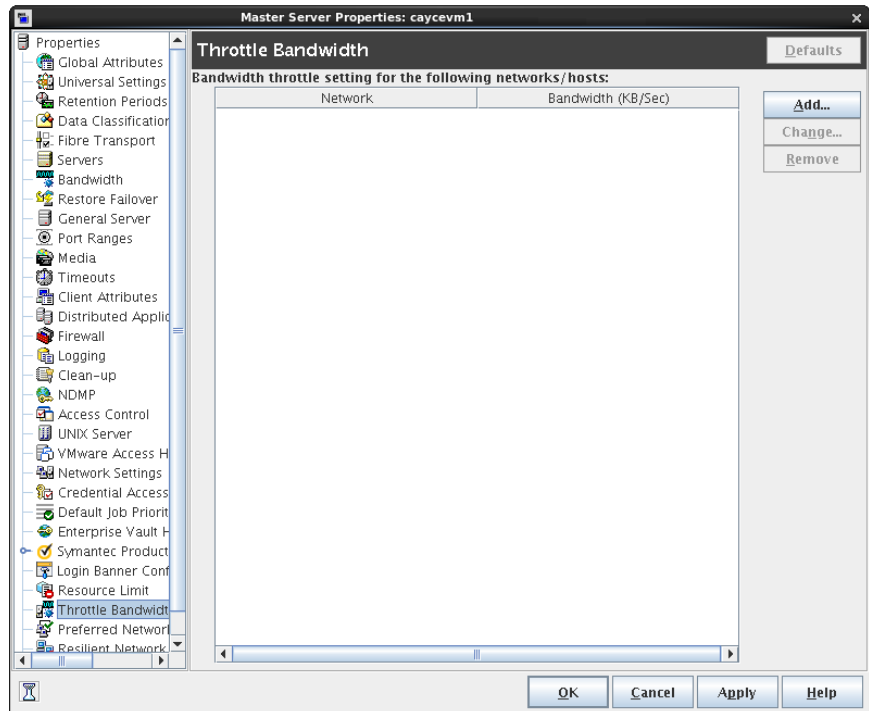 Master Server Properties: caycevm1
Properties
Global Attributes
Universal Settings
Retention Periods
Data Classification
Fibre Transport
Servers
Bandwidth
Restore Failover
General Server
Port Ranges
Media
Timeouts
Client Attributes
Distributed Applic
Firewall
Logging
Clean-up
NDMP
Access Control
UNIX Server
VMware Access H
Network Settings
Credential Access
Default Job Priorit
Enterprise Vault H
Symantec Product
Login Banner Conf
Resource Limit
Throttle Bandwidt
Preferred Networl
Resilient Network
Throttle Bandwidth
Defaults
Bandwidth throttle setting for the following networks/hosts:
Network
Bandwidth (KB/Sec)
Add...
Change...
Remove
OK
Cancel
Apply
Help